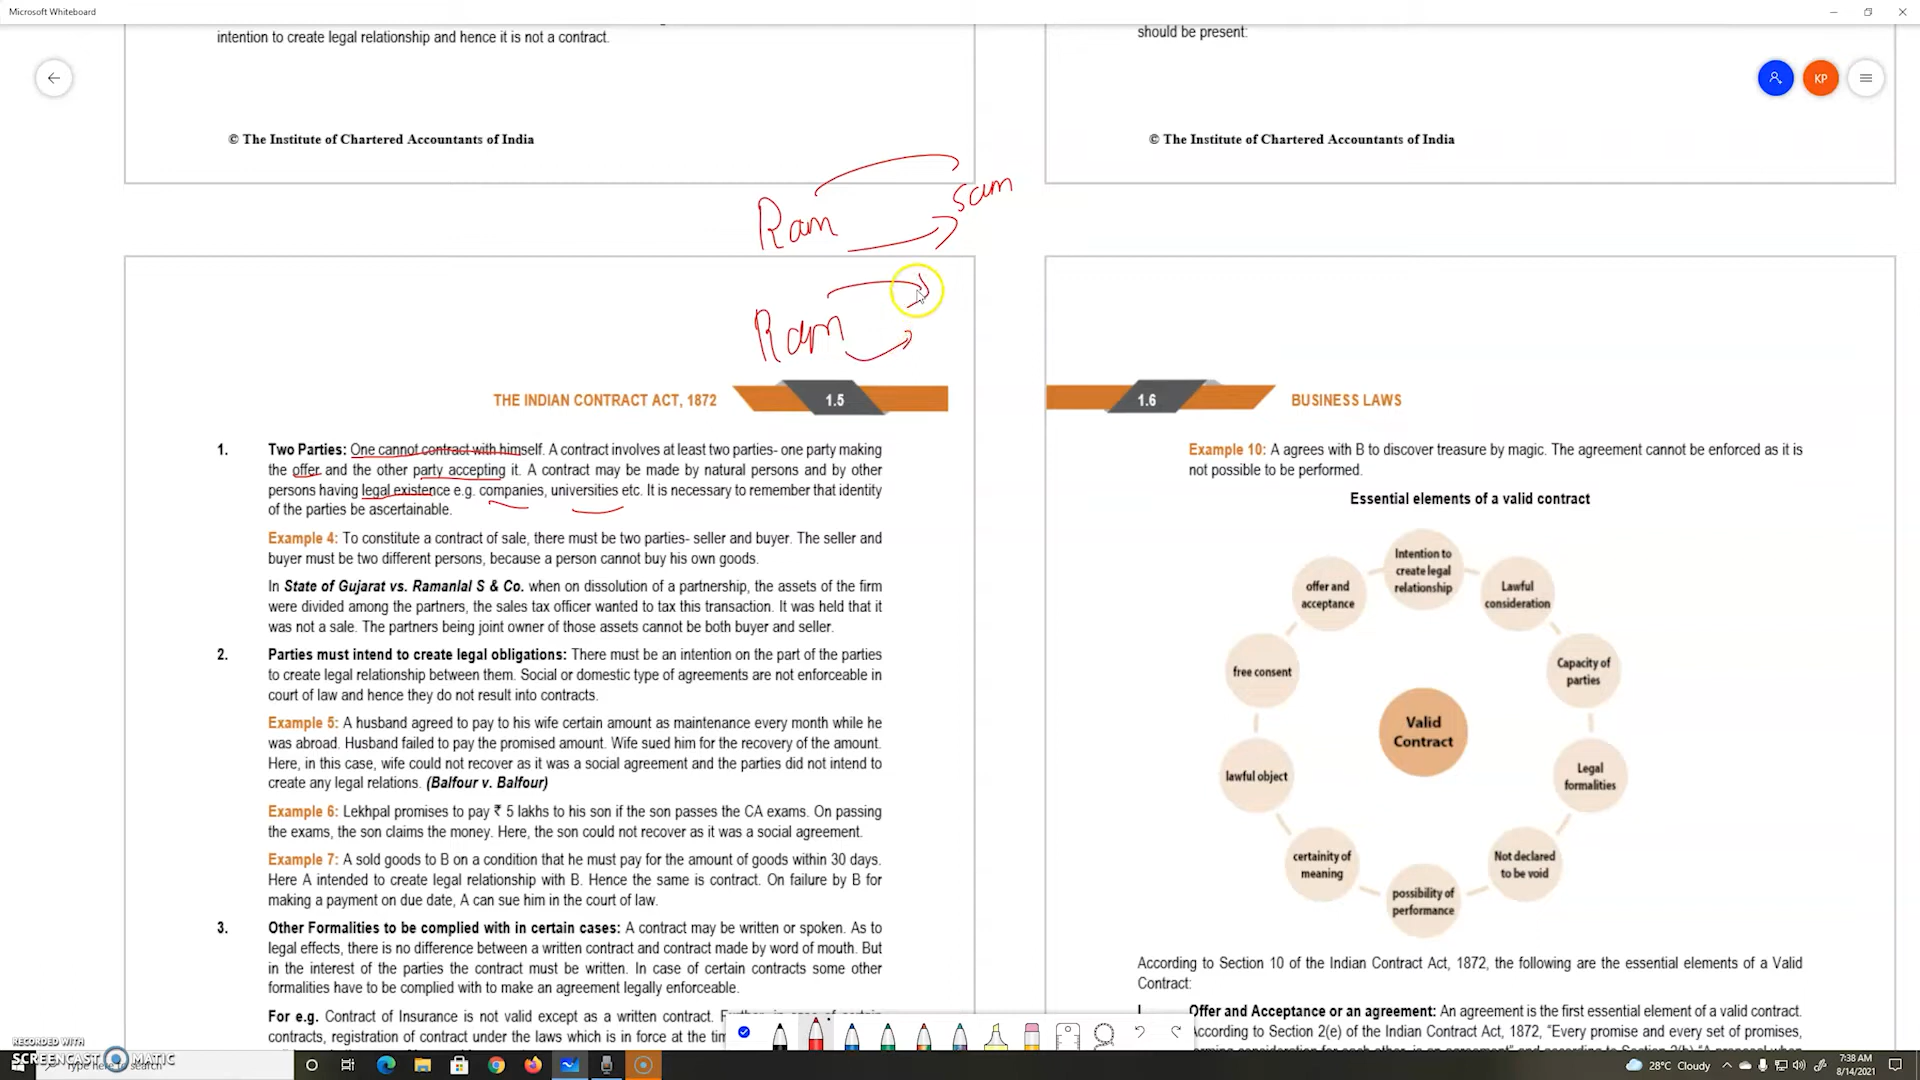 Microsoft Whiteboard
intention to create legal relationship and hence it is not a contract.
© The Institute of Chartered Accountants of India
should be present:
KP
© The Institute of Chartered Accountants of India
Ram
Sam
Ram
THE INDIAN CONTRACT ACT, 1872
1.5
1. Two Parties: One cannot contract with himself. A contract involves at least two parties- one party making
the offer and the other party accepting it. A contract may be made by natural persons and by other
persons having legal existence e.g. companies, universities etc. It is necessary to remember that identity
of the parties be ascertainable.
Example 4: To constitute a contract of sale, there must be two parties- seller and buyer. The seller and
buyer must be two different persons, because a person cannot buy his own goods.
In State of Gujarat vs. Ramanlal S & Co. when on dissolution of a partnership, the assets of the firm
were divided among the partners, the sales tax officer wanted to tax this transaction. It was held that it
was not a sale. The partners being joint owner of those assets cannot be both buyer and seller.
2. Parties must intend to create legal obligations: There must be an intention on the part of the parties
to create legal relationship between them. Social or domestic type of agreements are not enforceable in
court of law and hence they do not result into contracts.
Example 5: A husband agreed to pay to his wife certain amount as maintenance every month while he
was abroad. Husband failed to pay the promised amount. Wife sued him for the recovery of the amount.
Here, in this case, wife could not recover as it was a social agreement and the parties did not intend to
create any legal relations. (Balfour v. Balfour)
Example 6: Lekhpal promises to pay ₹ 5 lakhs to his son if the son passes the CA exams. On passing
the exams, the son claims the money. Here, the son could not recover as it was a social agreement.
Example 7: A sold goods to B on a condition that he must pay for the amount of goods within 30 days.
Here A intended to create legal relationship with B. Hence the same is contract. On failure by B for
making a payment on due date, A can sue him in the court of law.
3. Other Formalities to be complied with in certain cases: A contract may be written or spoken. As to
legal effects, there is no difference between a written contract and contract made by word of mouth. But
in the interest of the parties the contract must be written. In case of certain contracts some other
formalities have to be complied with to make an agreement legally enforceable.
For e.g. Contract of Insurance is not valid except as a written contract.
contracts, registration of contract under the laws which is in force at the
1.6
BUSINESS LAWS
Example 10: A agrees with B to discover treasure by magic. The agreement cannot be enforced as it is
not possible to be performed.
Essential elements of a valid contract
Intention to
create legal
relationship
offer and
acceptance
Lawful
consideration
free consent
Capacity of
parties
Valid
Contract
lawful object
Legal
formalities
certainity of
meaning
Not declared
to be void
possibility of
performance
According to Section 10 of the Indian Contract Act, 1872, the following are the essential elements of a Valid
Contract:
Offer and Acceptance or an agreement: An agreement is the first essential element of a valid contract.
According to Section 2(e) of the Indian Contract Act, 1872, "Every promise and every set of promises,
RECORDED WITH
SCREENCAST MATIC
28°C Cloudy
7:38 AM
8/14/2021